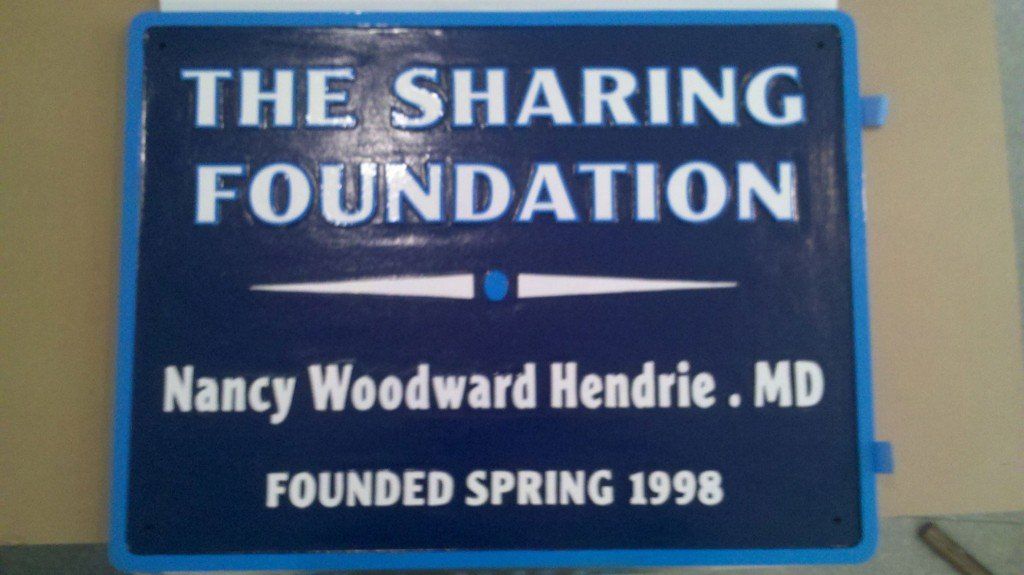 THE SHARING
FOUNDATION
Nancy Woodward Hendrie . MD
FOUNDED SPRING 1998